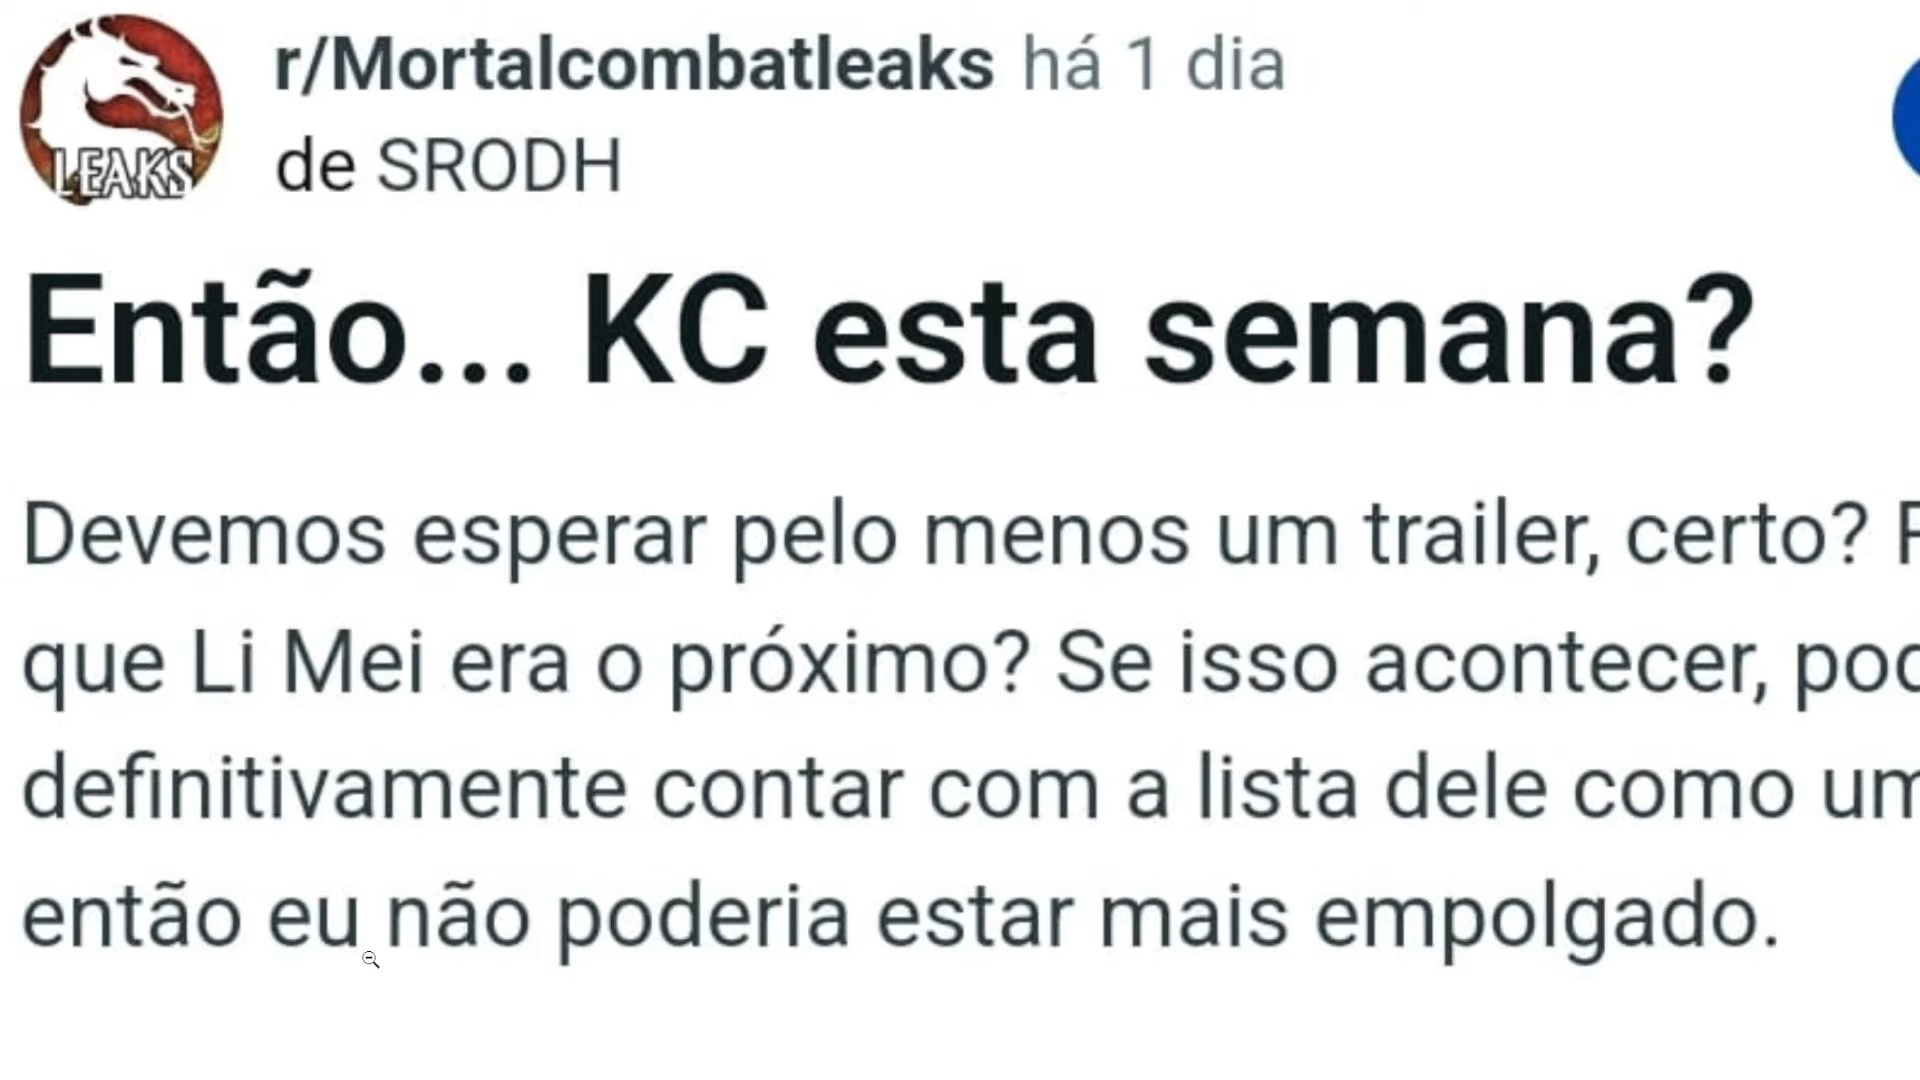 LEAKS
r/Mortalcombatleaks há 1 dia
de SRODH
Então... KC esta semana?
Devemos esperar pelo menos um trailer, certo?
que Li Mei era o próximo? Se isso acontecer,
definitivamente contar com a lista dele como
então eu não poderia estar mais empolgado.